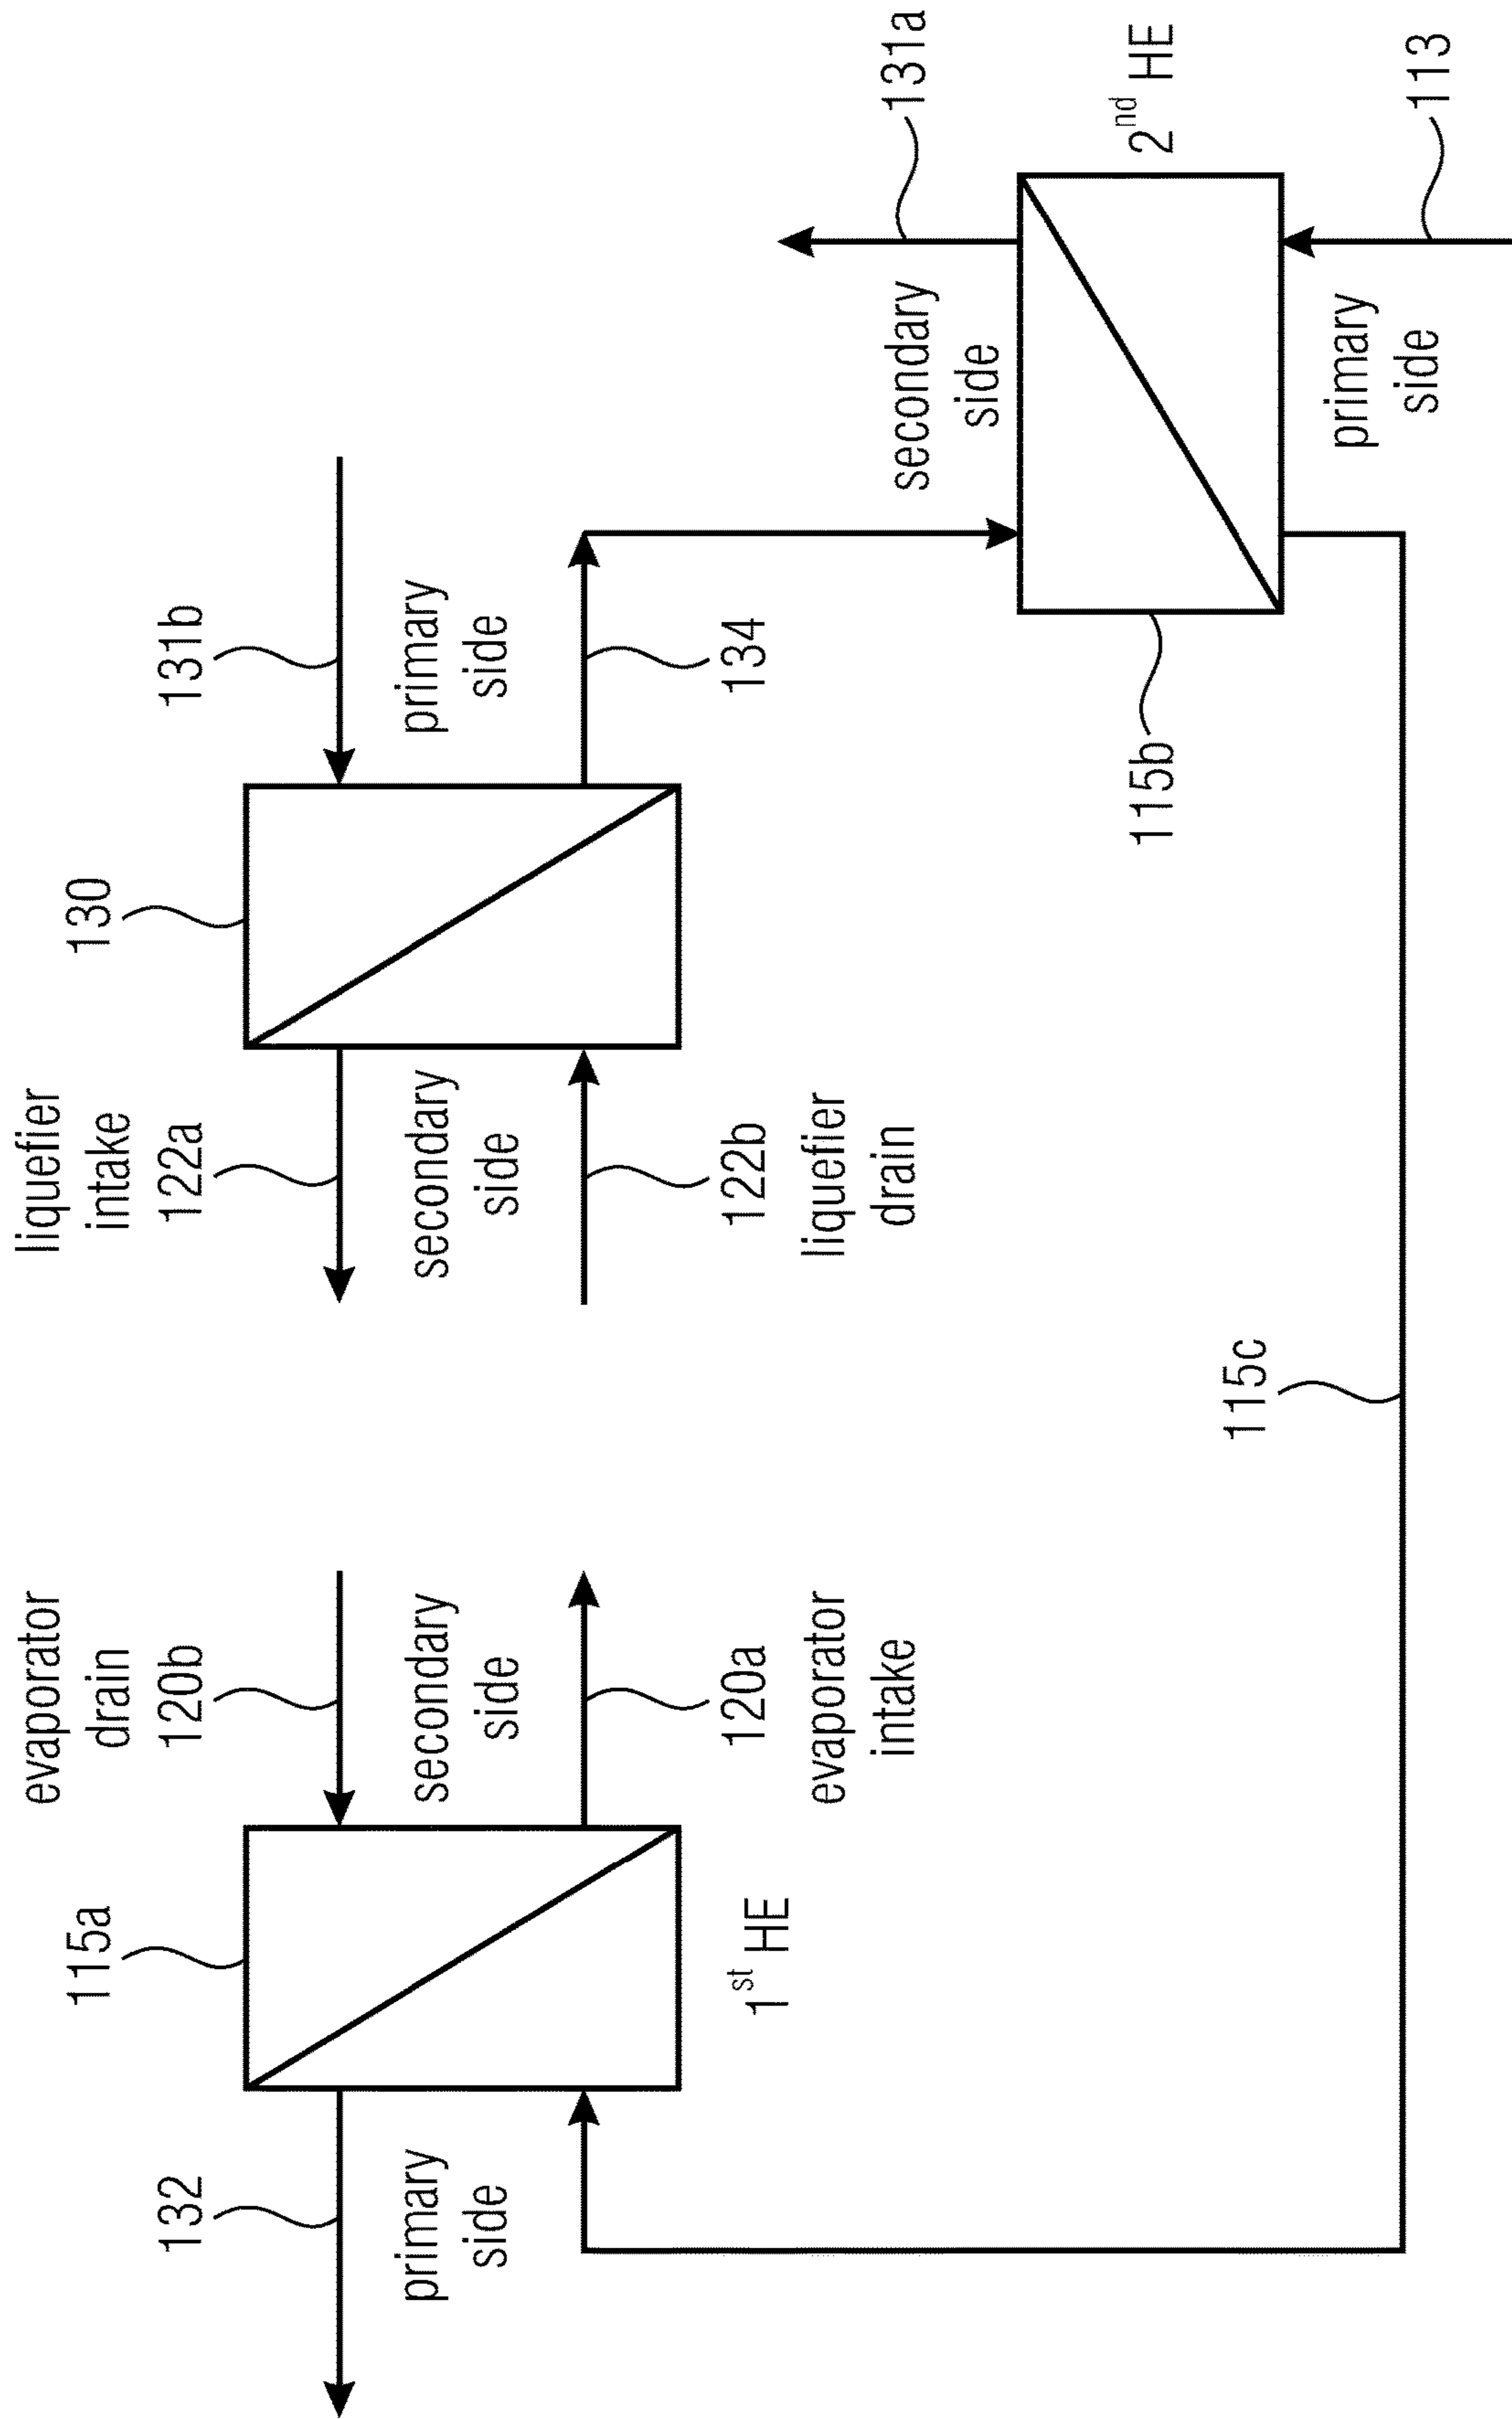 evaporator
drain
120b
liquefier
intake
122a
115a
130
132
131b
primary
side
secondary
side
secondary
side
primary
side
1st HE
120a
evaporator
intake
122b
liquefier
drain
134
131a
secondary
side
115b
2nd HE
115c
primary
side
113